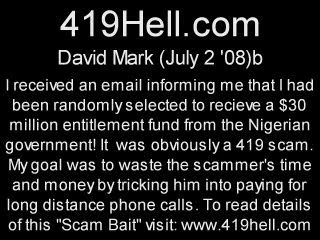 419Hell.com
David Mark (July 2 '08)b
I received an email informing me that I had
been randomly selected to recieve a $30
million entitlement fund from the Nigerian
government! It was obviously a 419 scam.
My goal was to waste the scammer's time
and money by tricking him into paying for
long distance phone calls. To read details
of this "Scam Bait" visit: www.419hell.com